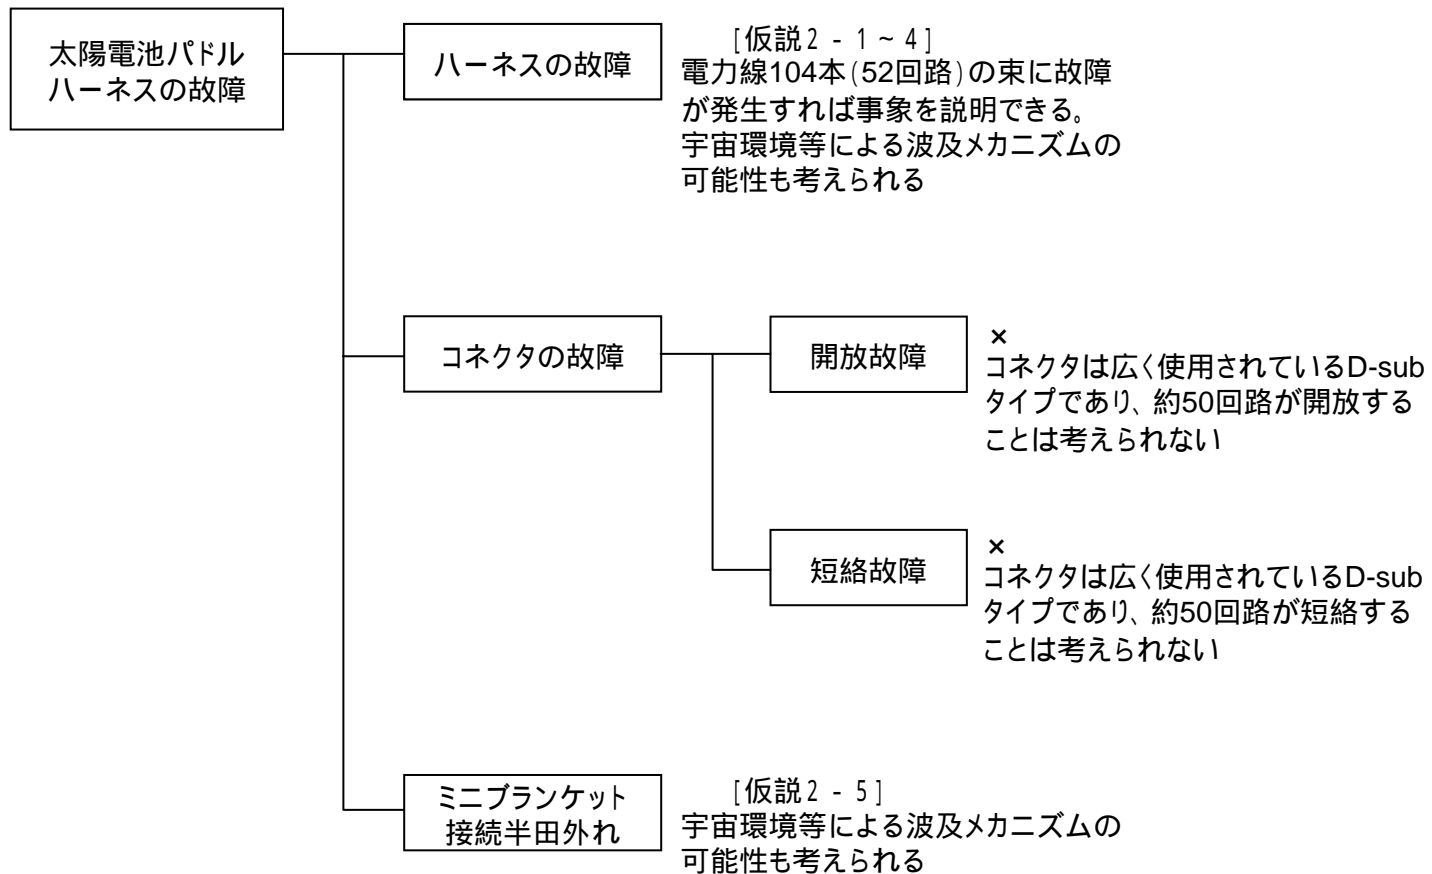 太陽電池パドル
ハーネスの故障
ハーネスの故障
[仮説2-1~4]
電力線104本(52回路)の束に故障
が発生すれば事象を説明できる。
宇宙環境等による波及メカニズムの
可能性も考えられる
コネクタの故障
開放故障
×
コネクタは広く使用されているD-sub
タイプであり、約50回路が開放する
ことは考えられない
短絡故障
×
コネクタは広く使用されているD-sub
タイプであり、約50回路が短絡する
ことは考えられない
ミニブランケット
接続半田外れ
[仮説2-5]
宇宙環境等による波及メカニズムの
可能性も考えられる